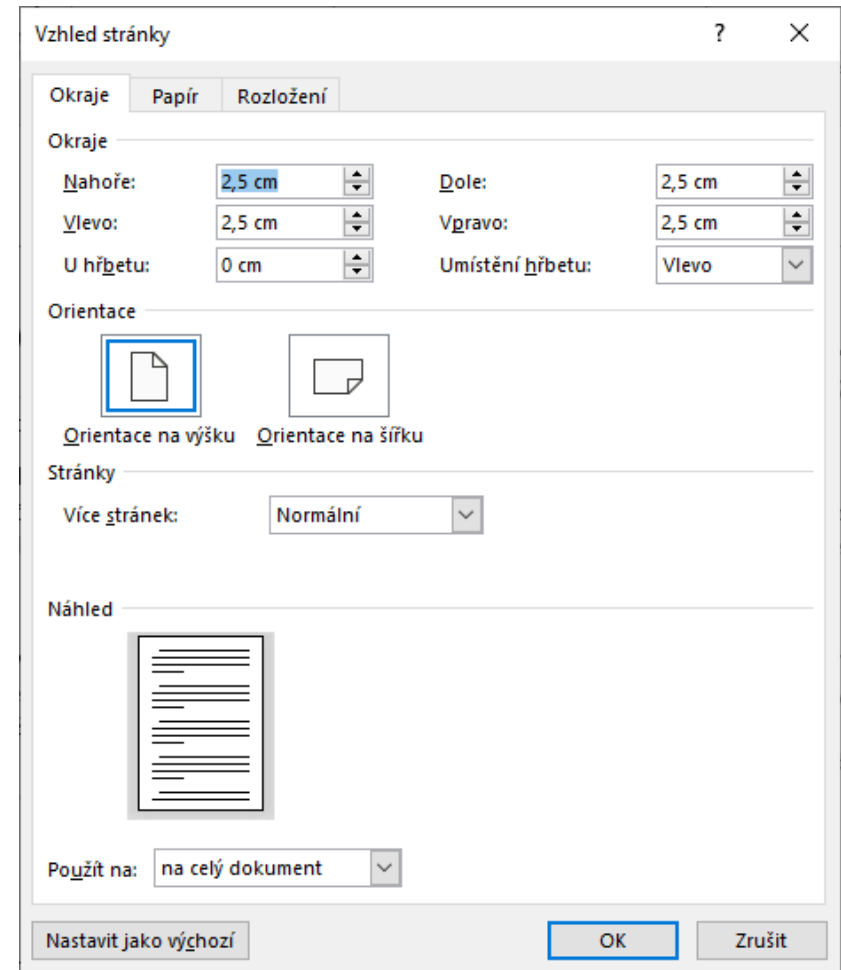 Vzhled stránky ?
Okraje Papír Rozložení
Okraje
Nahoře: 2,5 cm Dole: 2,5 cm
Vlevo: 2,5 cm Vpravo: 2,5 cm
U hřbetu: 0 cm Umístění hřbetu: Vlevo
Orientace
Orientace na výšku Orientace na šířku
Stránky
Více stránek: Normální
Náhled
Použít na: na celý dokument
Nastavit jako výchozí OK Zrušit